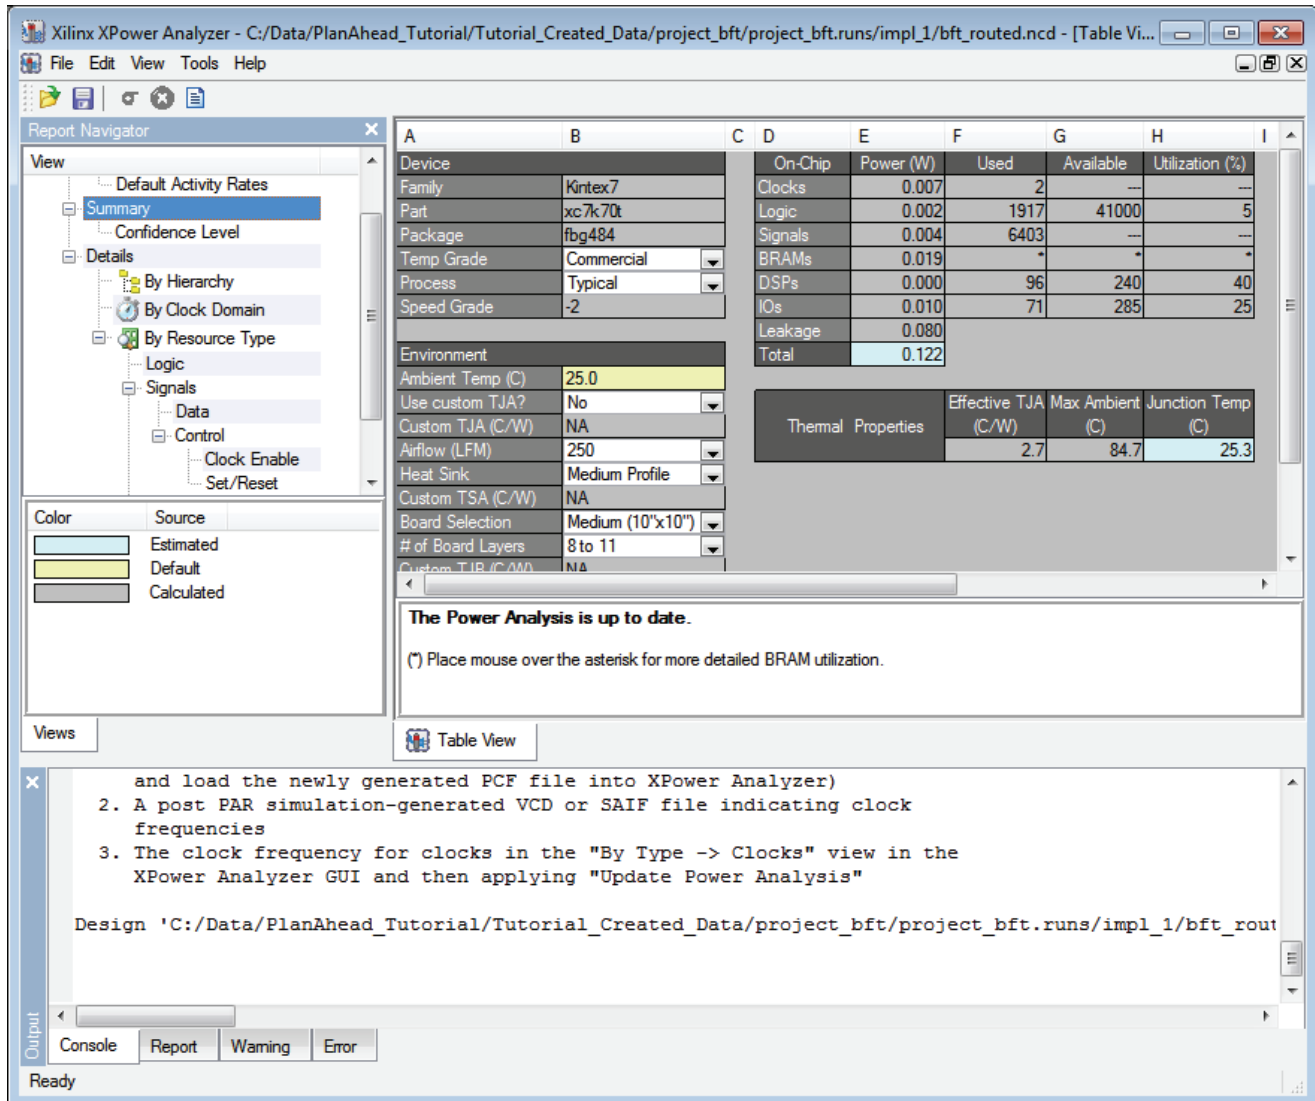 Xilinx XPower Analyzer - C:/Data/PlanAhead_Tutorial/Tutorial_Created_Data/project_bft/project_bft.runs/impl_1/bft_routed.ncd - [Table Vi...
File Edit View Tools Help
Report Navigator
View
Default Activity Rates
Summary
Confidence Level
Details
By Hierarchy
By Clock Domain
By Resource Type
Logic
Signals
Data
Control
Clock Enable
Set/Reset
Color Source
Estimated
Default
Calculated
Views
A B C D E F G H I
Device
Family Kintex7
Part xc7k70t
Package fbg484
Temp Grade Commercial
Process Typical
Speed Grade -2
Environment
Ambient Temp (C) 25.0
Use custom TJA? No
Custom TJA (C/W) NA
Airflow (LFM) 250
Heat Sink Medium Profile
Custom TSA (C/W) NA
Board Selection Medium (10"x10")
# of Board Layers 8 to 11
Custom TJB (C/W) NA
On-Chip Power (W) Used Available Utilization (%)
Clocks 0.007 2 --- ---
Logic 0.002 1917 41000 5
Signals 0.004 6403 --- ---
BRAMs 0.019 * * *
DSPs 0.000 96 240 40
IOs 0.010 71 285 25
Leakage 0.080
Total 0.122
Effective TJA Max Ambient Junction Temp
Thermal Properties (C/W) (C) (C)
2.7 84.7 25.3
The Power Analysis is up to date.
(*) Place mouse over the asterisk for more detailed BRAM utilization.
Table View
and load the newly generated PCF file into XPower Analyzer)
2. A post PAR simulation-generated VCD or SAIF file indicating clock
frequencies
3. The clock frequency for clocks in the "By Type -> Clocks" view in the
XPower Analyzer GUI and then applying "Update Power Analysis"
Design 'C:/Data/PlanAhead_Tutorial/Tutorial_Created_Data/project_bft/project_bft.runs/impl_1/bft_rout
Output
Console Report Warning Error
Ready